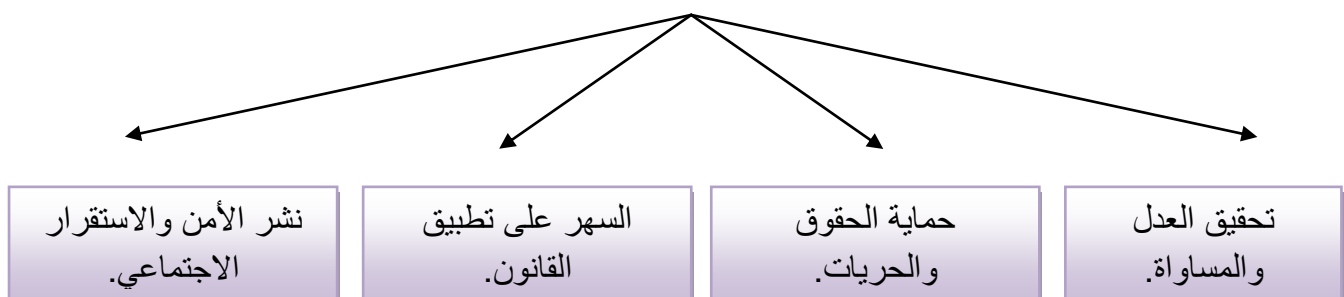 تحقيق العدل
والمساواة.
حماية الحقوق
والحريات.
السهر على تطبيق
القانون.
نشر الأمن والاستقرار
الاجتماعي.